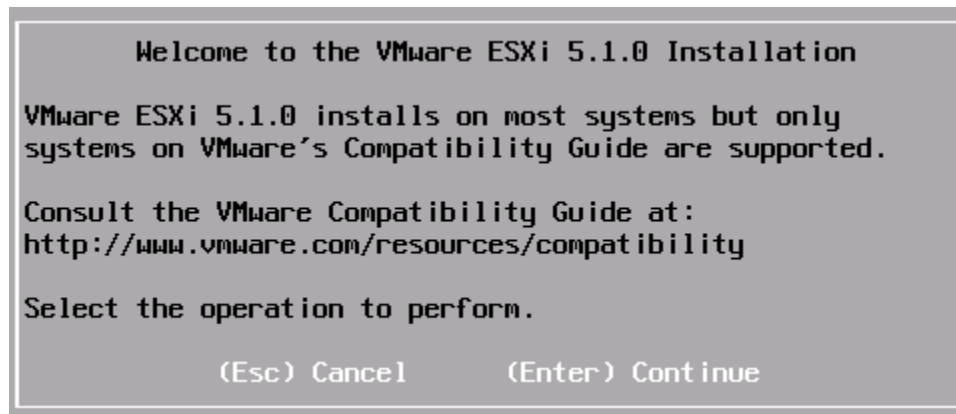 Welcome to the VMware ESXi 5.1.0 Installation
VMware ESXi 5.1.0 installs on most systems but only
systems on VMware's Compatibility Guide are supported.
Consult the VMware Compatibility Guide at:
http://www.vmware.com/resources/compatibility
Select the operation to perform.
(Esc) Cancel (Enter) Continue